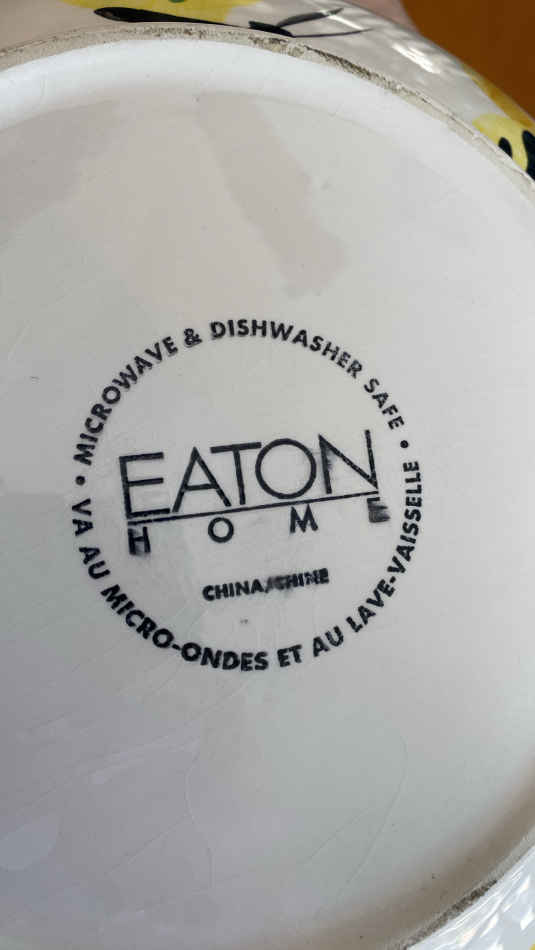 • MICROWAVE & DISHWASHER SAFE •
EATON
HOME
CHINA/CHINE
VA AU MICRO-ONDES ET AU LAVE-VAISSELLE